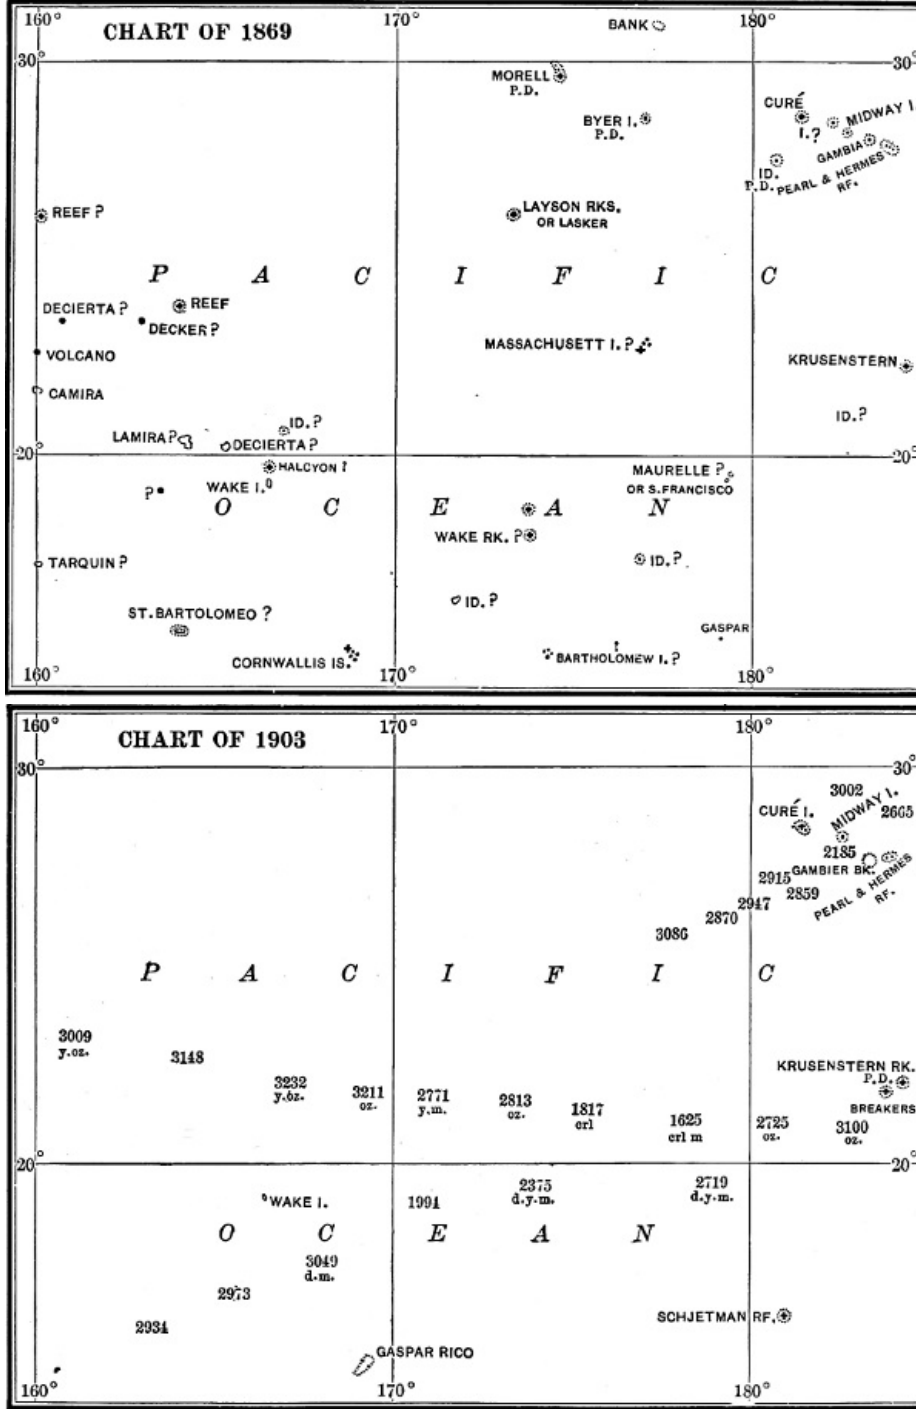 160° 170° 180°
CHART OF 1869
BANK
30° 30°
MORELL
P.D.
BYER I.
P.D.
CURÉ
MIDWAY I.
I.?
GAMBIA
ID.
P.D.
PEARL & HERMES
RF.
REEF?
LAYSON RKS.
OR LASKER
P A C I F I C
DECIERTA?
REEF
DECKER?
VOLCANO
MASSACHUSETT I.?
KRUSENSTERN
CAMIRA
ID.?
ID.?
LAMIRA?
DECIERTA?
20° 20°
HALCYON?
MAURELLE?
OR S. FRANCISCO
?
WAKE I.
O C E A N
WAKE RK.?
TARQUIN?
ID.?
ID.?
ST. BARTOLOMEO?
GASPAR
CORNWALLIS IS.
BARTHOLOMEW I.?
160° 170° 180°
160° 170° 180°
CHART OF 1903
30° 30°
3002
CURÉ I.
MIDWAY I.
2665
2185
GAMBIER BK.
2915
2859
PEARL & HERMES
RF.
2947
2870
3086
P A C I F I C
3009
y.oz.
3148
3232
y.oz.
3211
oz.
2771
y.m.
2813
oz.
1817
crl
1625
crl m
2725
oz.
3100
oz.
KRUSENSTERN RK.
P.D.
BREAKERS
20° 20°
WAKE I.
1991
2375
d.y.m.
2719
d.y.m.
O C E A N
3049
d.m.
2973
2934
SCHJETMAN RF.
GASPAR RICO
160° 170° 180°